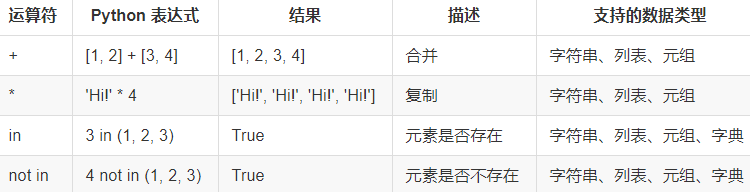 运算符 Python 表达式 结果 描述 支持的数据类型
+ [1, 2] + [3, 4] [1, 2, 3, 4] 合并 字符串、列表、元组
* 'Hi!' * 4 ['Hi!', 'Hi!', 'Hi!', 'Hi!'] 复制 字符串、列表、元组
in 3 in (1, 2, 3) True 元素是否存在 字符串、列表、元组、字典
not in 4 not in (1, 2, 3) True 元素是否不存在 字符串、列表、元组、字典